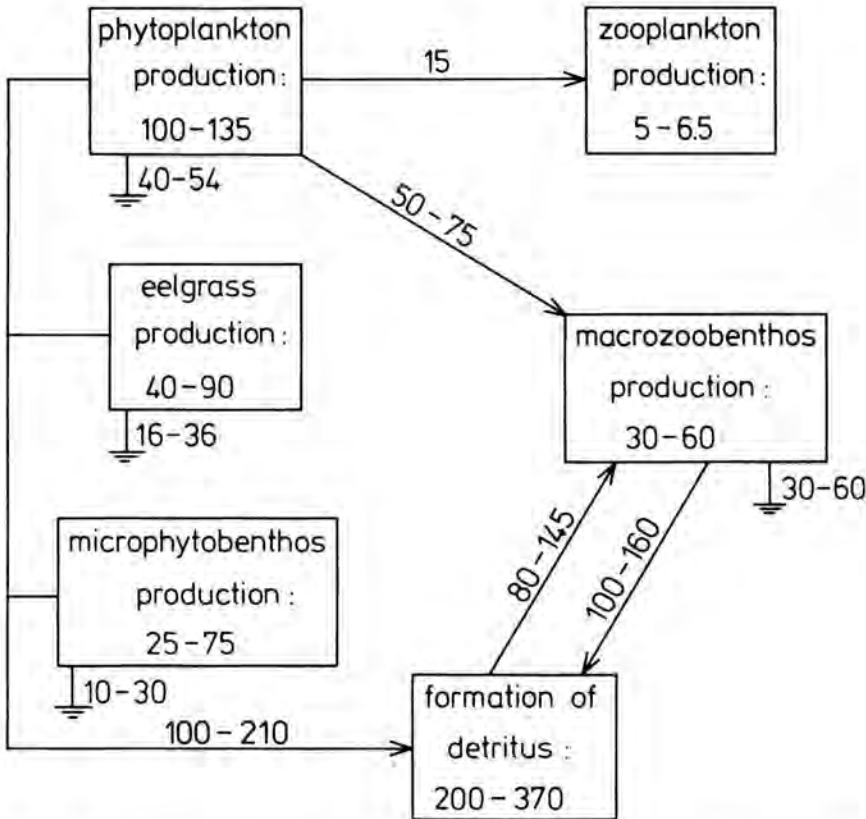 phytoplankton
production :
100–135
40–54
15
zooplankton
production :
5–6.5
50–75
eelgrass
production :
40–90
16–36
macrozoobenthos
production :
30–60
30–60
microphytobenthos
production :
25–75
10–30
80–145
100–160
100–210
formation of
detritus :
200–370